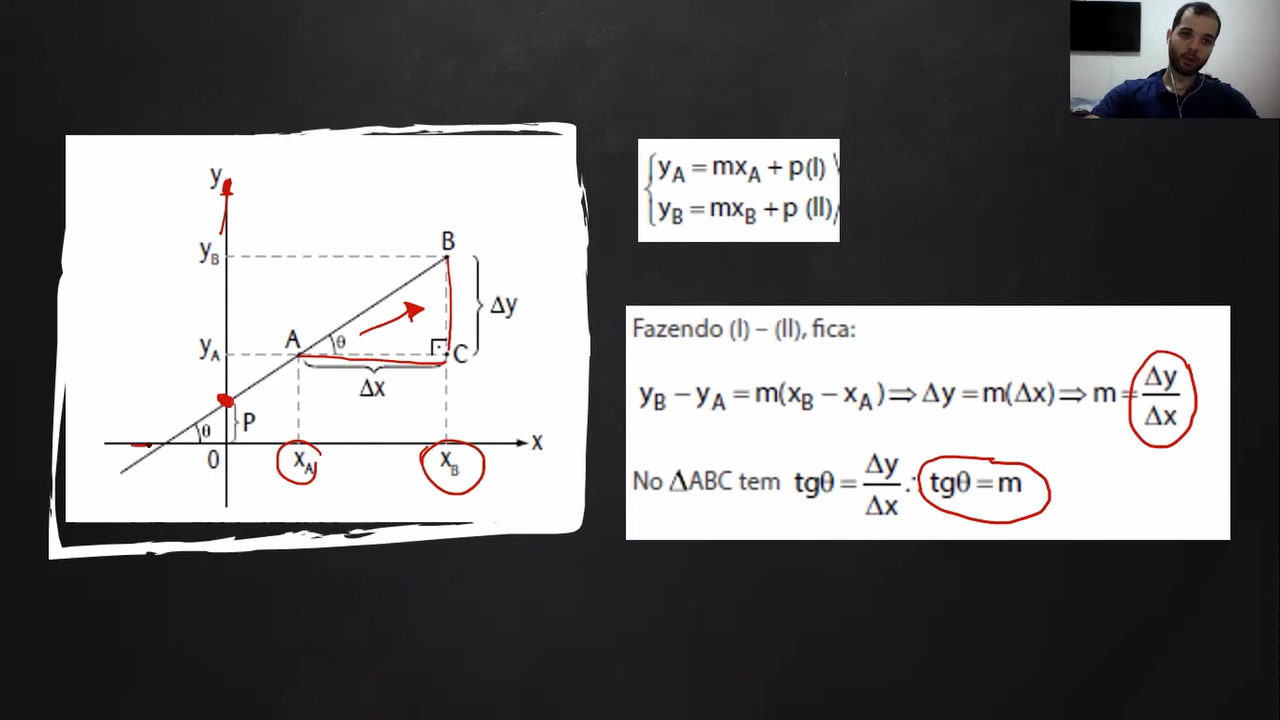 y
y_B
B
Δy
A
θ
y_A
C
Δx
P
θ
0
x_A
x_B
x
y_A = mx_A + p(I)
y_B = mx_B + p (II)
Fazendo (I) – (II), fica:
y_B – y_A = m(x_B – x_A) ⇒ Δy = m(Δx) ⇒ m = Δy/Δx
No ΔABC tem tgθ = Δy/Δx ∴ tgθ = m